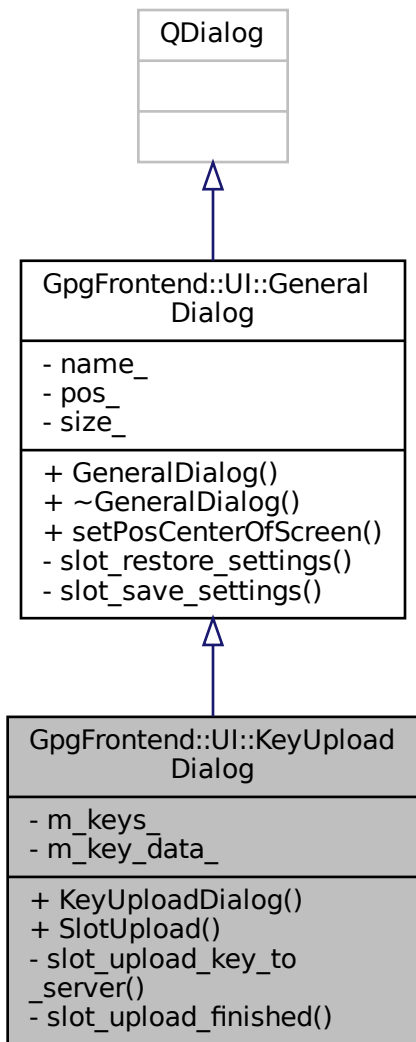 QDialog
GpgFrontend::UI::General
Dialog
- name_
- pos_
- size_
+ GeneralDialog()
+ ~GeneralDialog()
+ setPosCenterOfScreen()
- slot_restore_settings()
- slot_save_settings()
GpgFrontend::UI::KeyUpload
Dialog
- m_keys_
- m_key_data_
+ KeyUploadDialog()
+ SlotUpload()
- slot_upload_key_to
_server()
- slot_upload_finished()